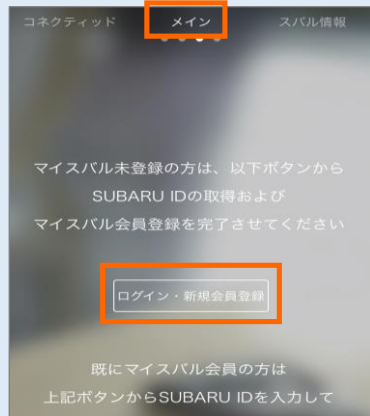 コネクティッド メイン スバル情報
マイスバル未登録の方は、以下ボタンから
SUBARU IDの取得および
マイスバル会員登録を完了させてください
ログイン・新規会員登録
既にマイスバル会員の方は
上記ボタンからSUBARU IDを入力して